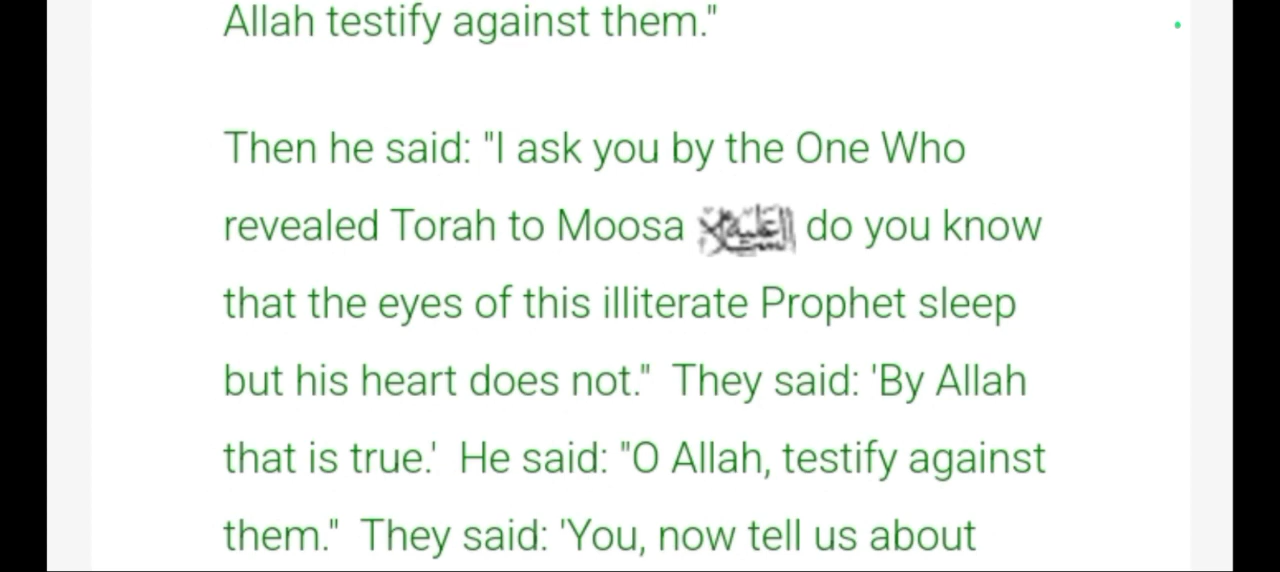 Allah testify against them."
Then he said: "I ask you by the One Who
revealed Torah to Moosa do you know
that the eyes of this illiterate Prophet sleep
but his heart does not."  They said: 'By Allah
that is true.'  He said: "O Allah, testify against
them."  They said: 'You, now tell us about